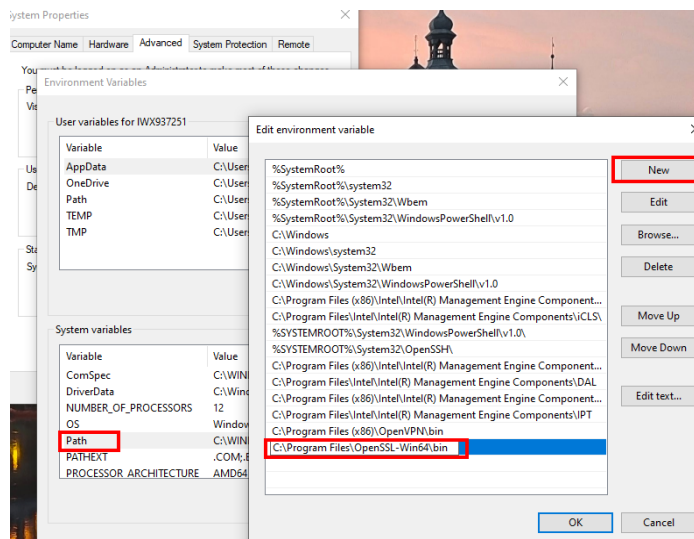 System Properties
Computer Name Hardware Advanced System Protection Remote
Environment Variables
User variables for IWX937251
Variable Value
AppData C:\User
OneDrive C:\User
Path C:\User
TEMP C:\User
TMP C:\User
System variables
Variable Value
ComSpec C:\WIN
DriverData C:\Wind
NUMBER_OF_PROCESSORS 12
OS Window
Path C:\WIN
PATHEXT .COM;.E
PROCESSOR ARCHITECTURE AMD64
Edit environment variable
%SystemRoot%
%SystemRoot%\system32
%SystemRoot%\System32\Wbem
%SystemRoot%\System32\WindowsPowerShell\v1.0
C:\Windows
C:\Windows\system32
C:\Windows\System32\Wbem
C:\Windows\System32\WindowsPowerShell\v1.0
C:\Program Files (x86)\Intel\Intel(R) Management Engine Component...
C:\Program Files\Intel\Intel(R) Management Engine Components\iCLS\
%SYSTEMROOT%\System32\WindowsPowerShell\v1.0\
%SYSTEMROOT%\System32\OpenSSH\
C:\Program Files (x86)\Intel\Intel(R) Management Engine Component...
C:\Program Files\Intel\Intel(R) Management Engine Components\DAL
C:\Program Files (x86)\Intel\Intel(R) Management Engine Component...
C:\Program Files\Intel\Intel(R) Management Engine Components\IPT
C:\Program Files (x86)\OpenVPN\bin
C:\Program Files\OpenSSL-Win64\bin
New
Edit
Browse...
Delete
Move Up
Move Down
Edit text...
OK Cancel